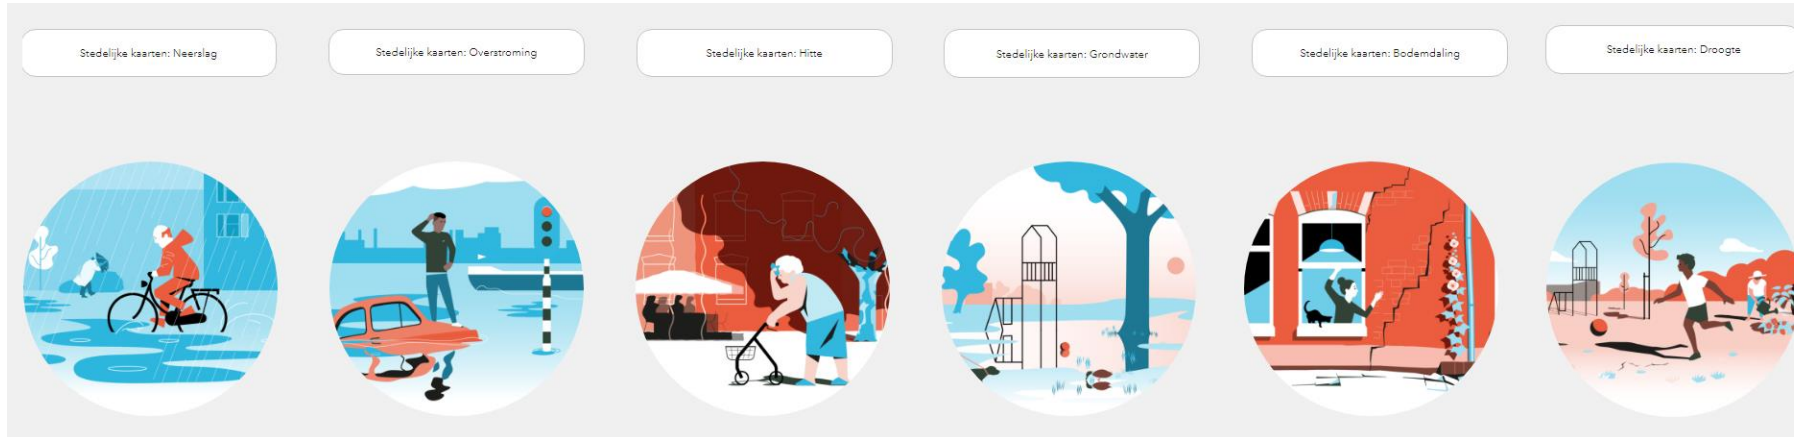 Stedelijke kaarten: Neerslag
Stedelijke kaarten: Overstroming
Stedelijke kaarten: Hitte
Stedelijke kaarten: Grondwater
Stedelijke kaarten: Bodemdaling
Stedelijke kaarten: Droogte